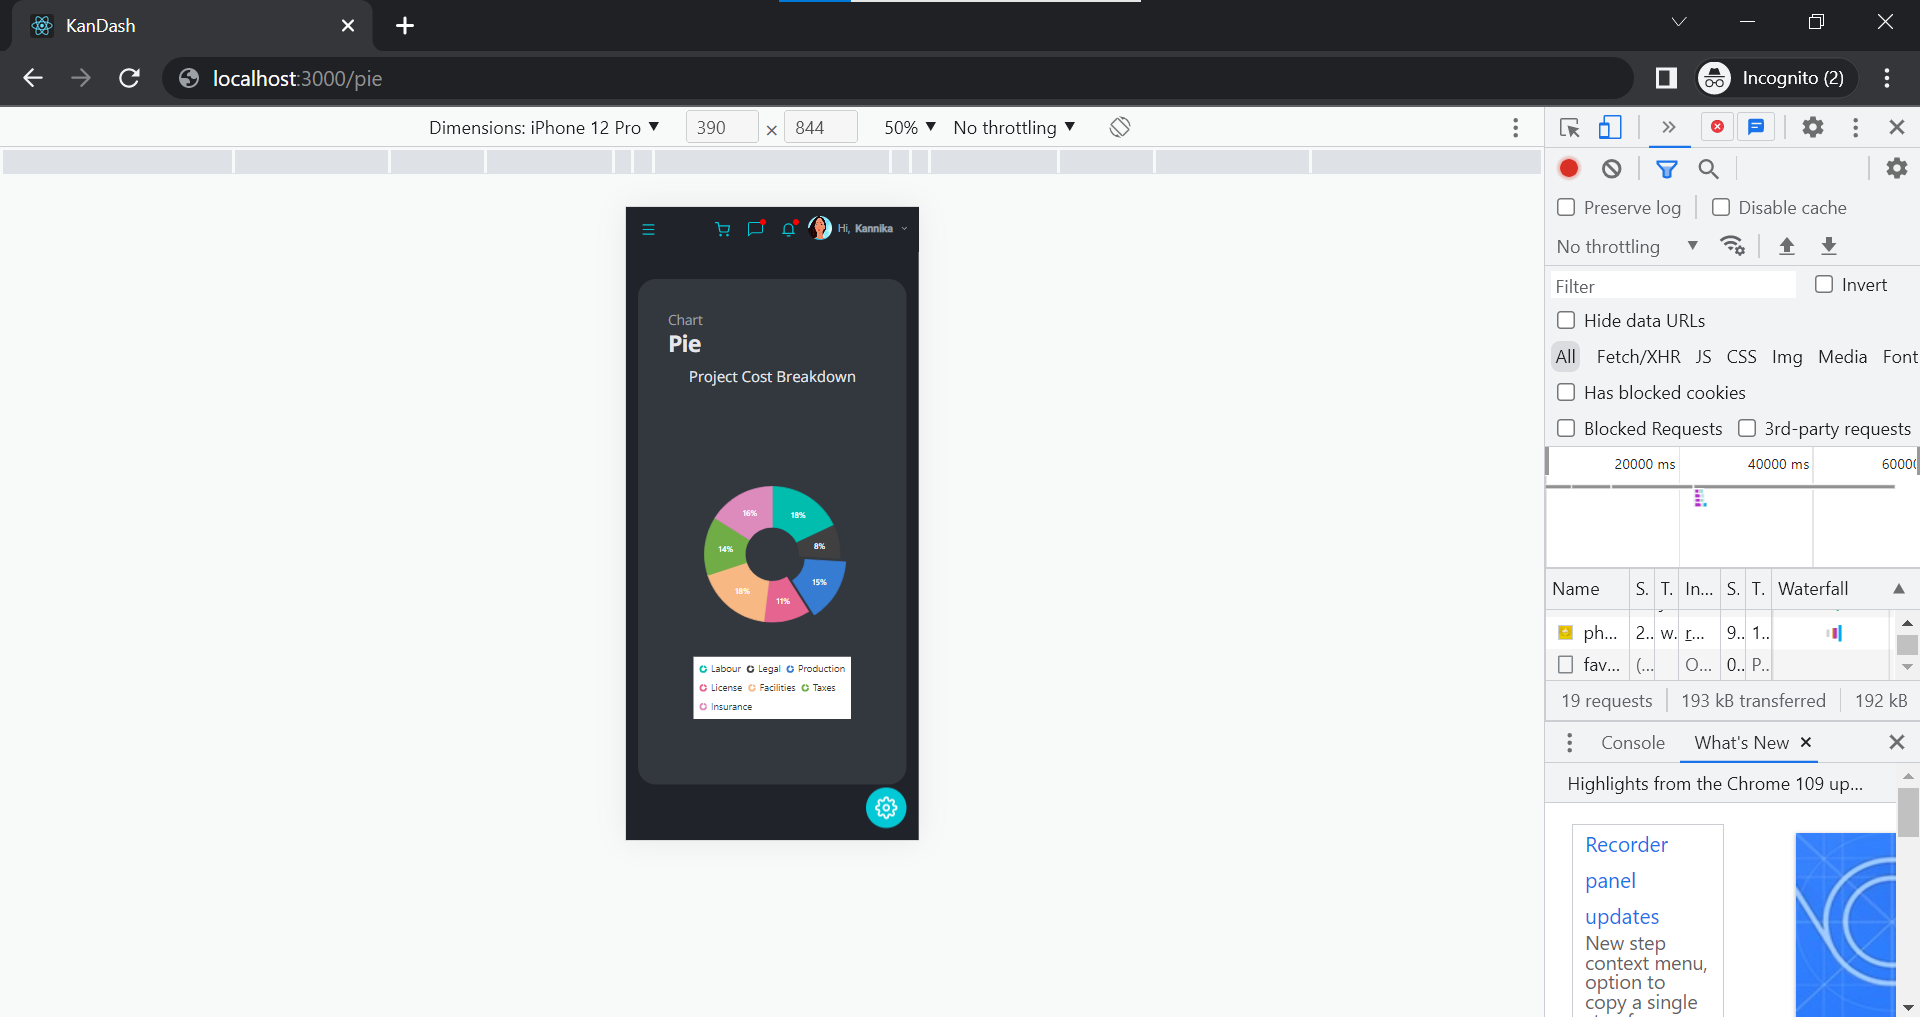 KanDash
localhost:3000/pie
Incognito (2)
Dimensions: iPhone 12 Pro 390 × 844 50% No throttling
Hi, Kannika
Chart
Pie
Project Cost Breakdown
18%
8%
15%
11%
18%
14%
16%
Labour Legal Production
License Facilities Taxes
Insurance
Preserve log Disable cache
No throttling
Filter Invert
Hide data URLs
All Fetch/XHR JS CSS Img Media Font
Has blocked cookies
Blocked Requests 3rd-party requests
20000 ms 40000 ms 6000
Name S. T. In... S. T. Waterfall
ph... 2.. w. r... 9.. 1..
fav... (... O... 0.. P..
19 requests 193 kB transferred 192 kB
Console What's New
Highlights from the Chrome 109 up...
Recorder
panel
updates
New step
context menu,
option to
copy a single